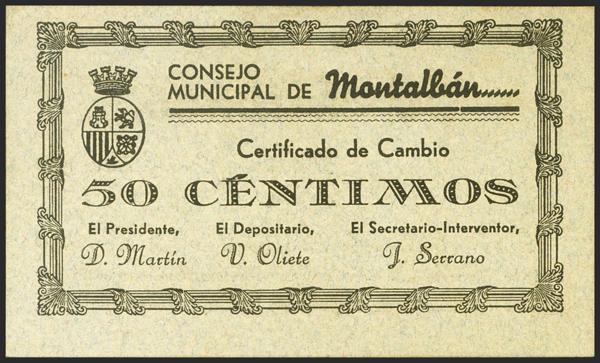 CONSEJO
MUNICIPAL DE Montalbán......
Certificado de Cambio
50 CÉNTIMOS
El Presidente, El Depositario, El Secretario-Interventor,
D. Martín V. Oliete J. Serrano